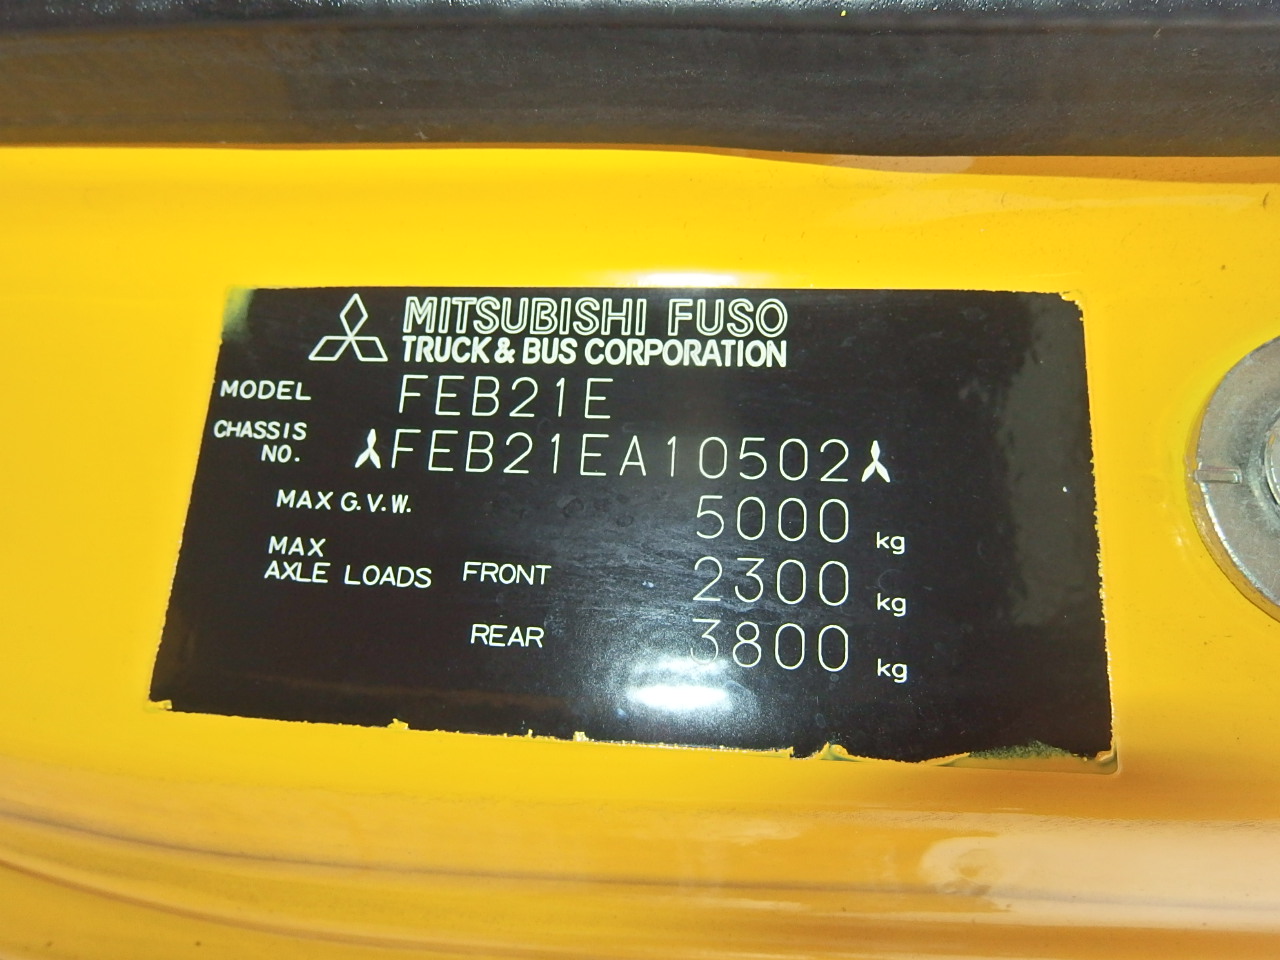 MITSUBISHI FUSO
TRUCK & BUS CORPORATION
MODEL FEB21E
CHASSIS NO. FEB21EA10502
MAX G.V.W. 5000 kg
MAX AXLE LOADS FRONT 2300 kg
REAR 3800 kg